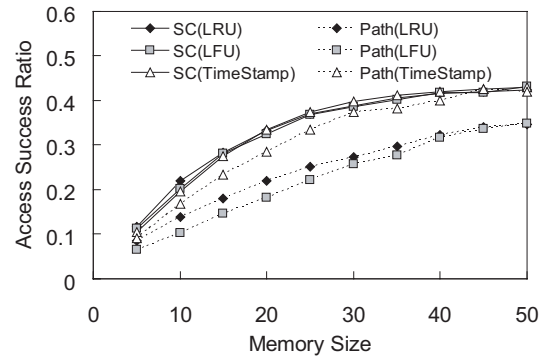 SC(LRU) Path(LRU)
SC(LFU) Path(LFU)
SC(TimeStamp) Path(TimeStamp)
Access Success Ratio
0.6
0.5
0.4
0.3
0.2
0.1
0
0 10 20 30 40 50
Memory Size